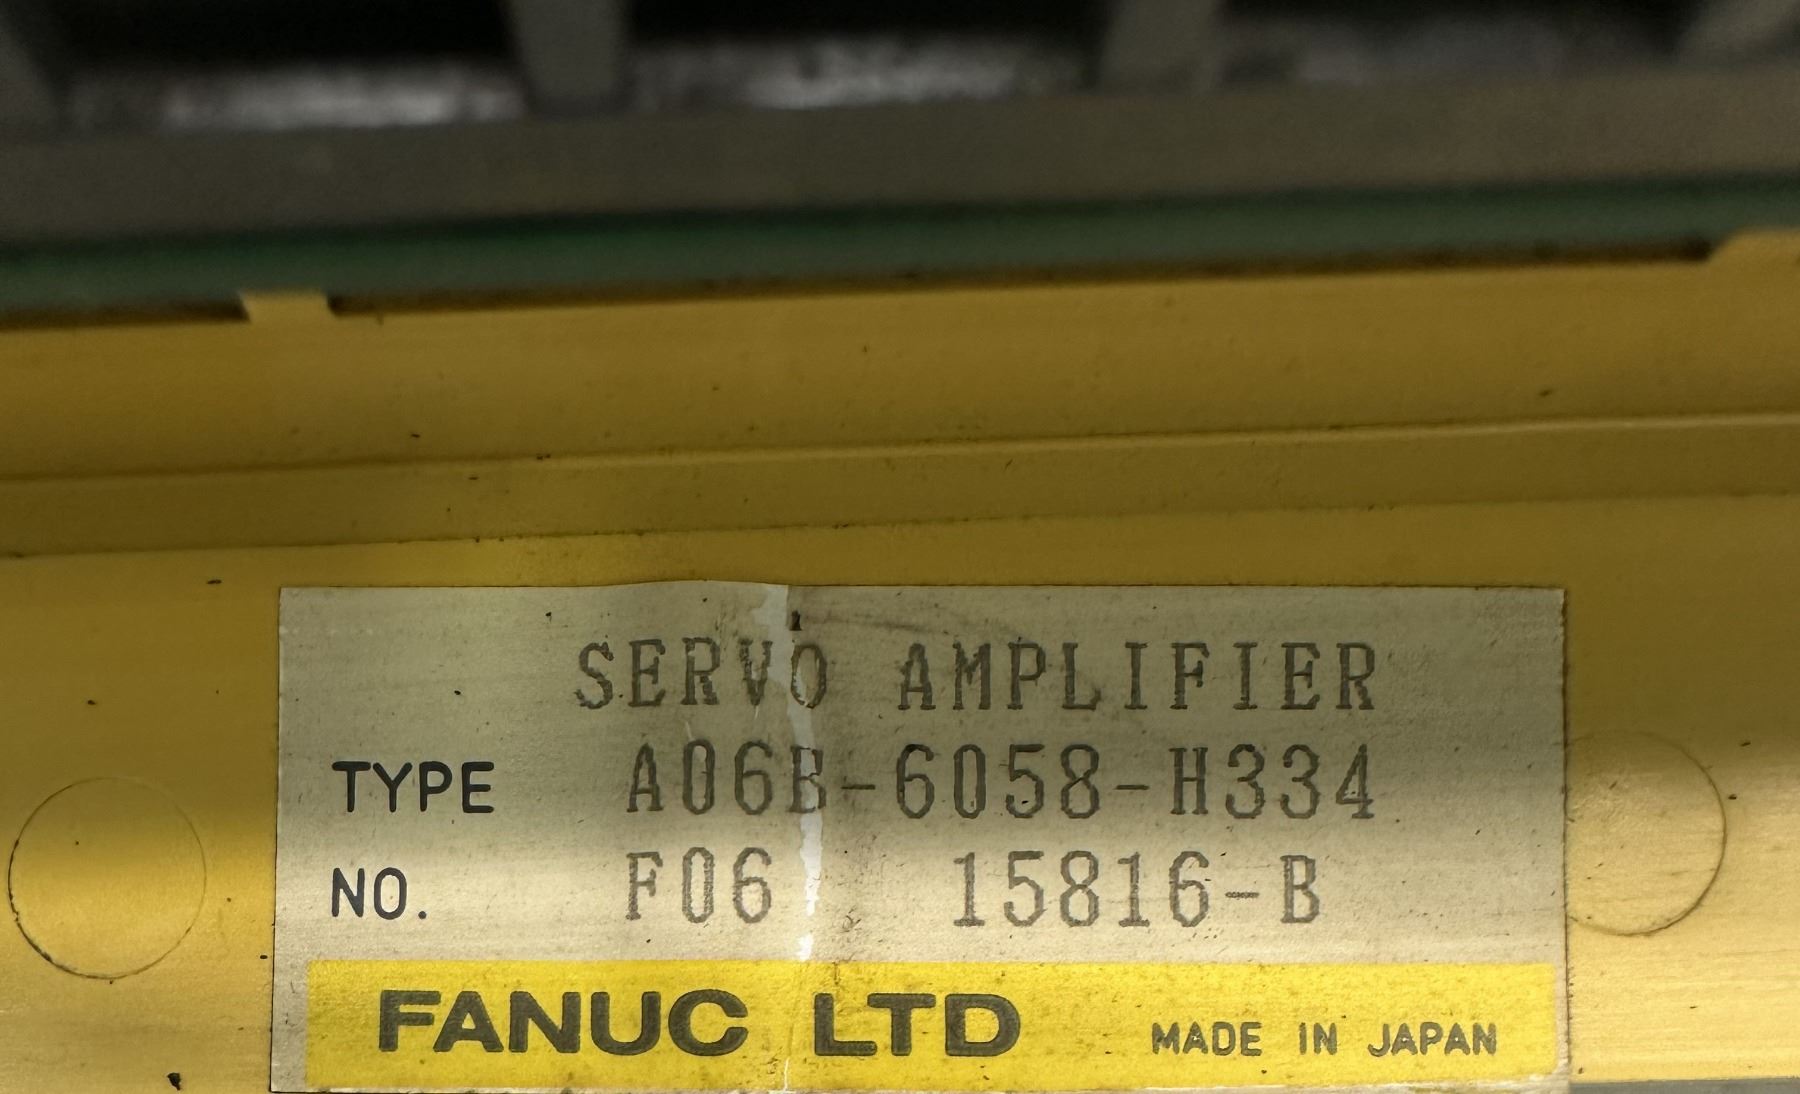 SERVO AMPLIFIER
TYPE A06B-6058-H334
NO. F06 15816-B
FANUC LTD MADE IN JAPAN